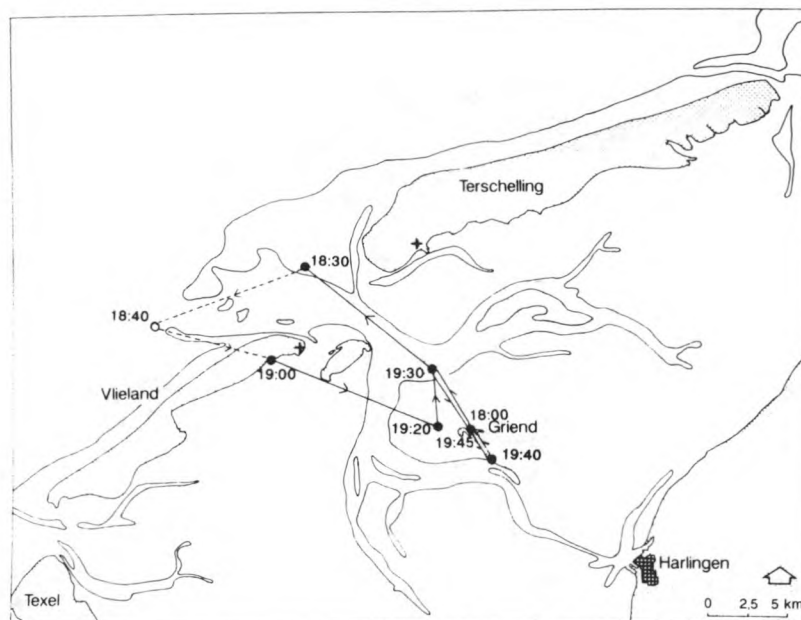 Terschelling
18:30
18:40
19:00
Vlieland
19:30
18:00
19:20
Griend
19:45
19:40
Harlingen
Texel
0 2,5 5 km